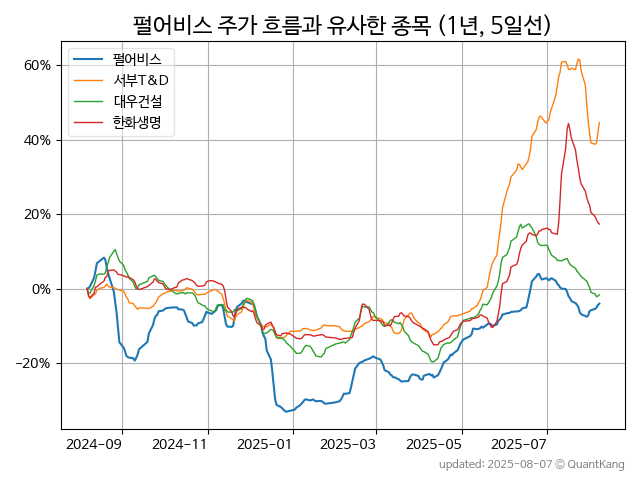 펄어비스 주가 흐름과 유사한 종목 (1년, 5일선)
펄어비스
서부T&D
대우건설
한화생명
60%
40%
20%
0%
−20%
2024-09 2024-11 2025-01 2025-03 2025-05 2025-07
updated: 2025-08-07 © QuantKang